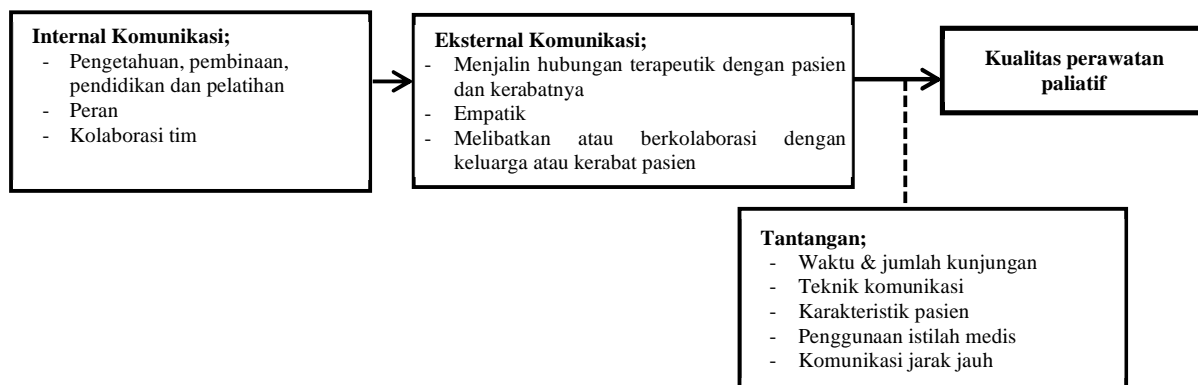 Internal Komunikasi;
- Pengetahuan, pembinaan,
pendidikan dan pelatihan
- Peran
- Kolaborasi tim
Eksternal Komunikasi;
- Menjalin hubungan terapeutik dengan pasien
dan kerabatnya
- Empatik
- Melibatkan atau berkolaborasi dengan
keluarga atau kerabat pasien
Kualitas perawatan
paliatif
Tantangan;
- Waktu & jumlah kunjungan
- Teknik komunikasi
- Karakteristik pasien
- Penggunaan istilah medis
- Komunikasi jarak jauh